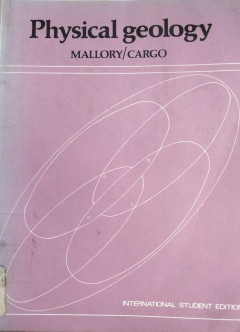 Physical geology
MALLORY/CARGO
INTERNATIONAL STUDENT EDITION